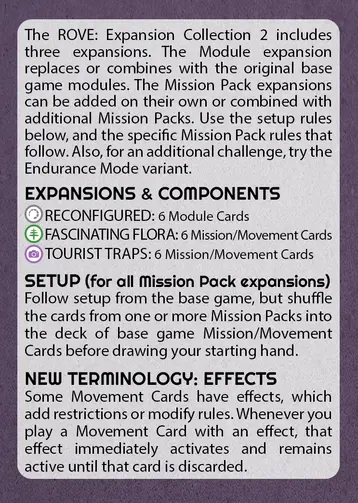 The ROVE: Expansion Collection 2 includes
three expansions. The Module expansion
replaces or combines with the original base
game modules. The Mission Pack expansions
can be added on their own or combined with
additional Mission Packs. Use the setup rules
below, and the specific Mission Pack rules that
follow. Also, for an additional challenge, try the
Endurance Mode variant.
EXPANSIONS & COMPONENTS
RECONFIGURED: 6 Module Cards
FASCINATING FLORA: 6 Mission/Movement Cards
TOURIST TRAPS: 6 Mission/Movement Cards
SETUP (for all Mission Pack expansions)
Follow setup from the base game, but shuffle
the cards from one or more Mission Packs into
the deck of base game Mission/Movement
Cards before drawing your starting hand.
NEW TERMINOLOGY: EFFECTS
Some Movement Cards have effects, which
add restrictions or modify rules. Whenever you
play a Movement Card with an effect, that
effect immediately activates and remains
active until that card is discarded.